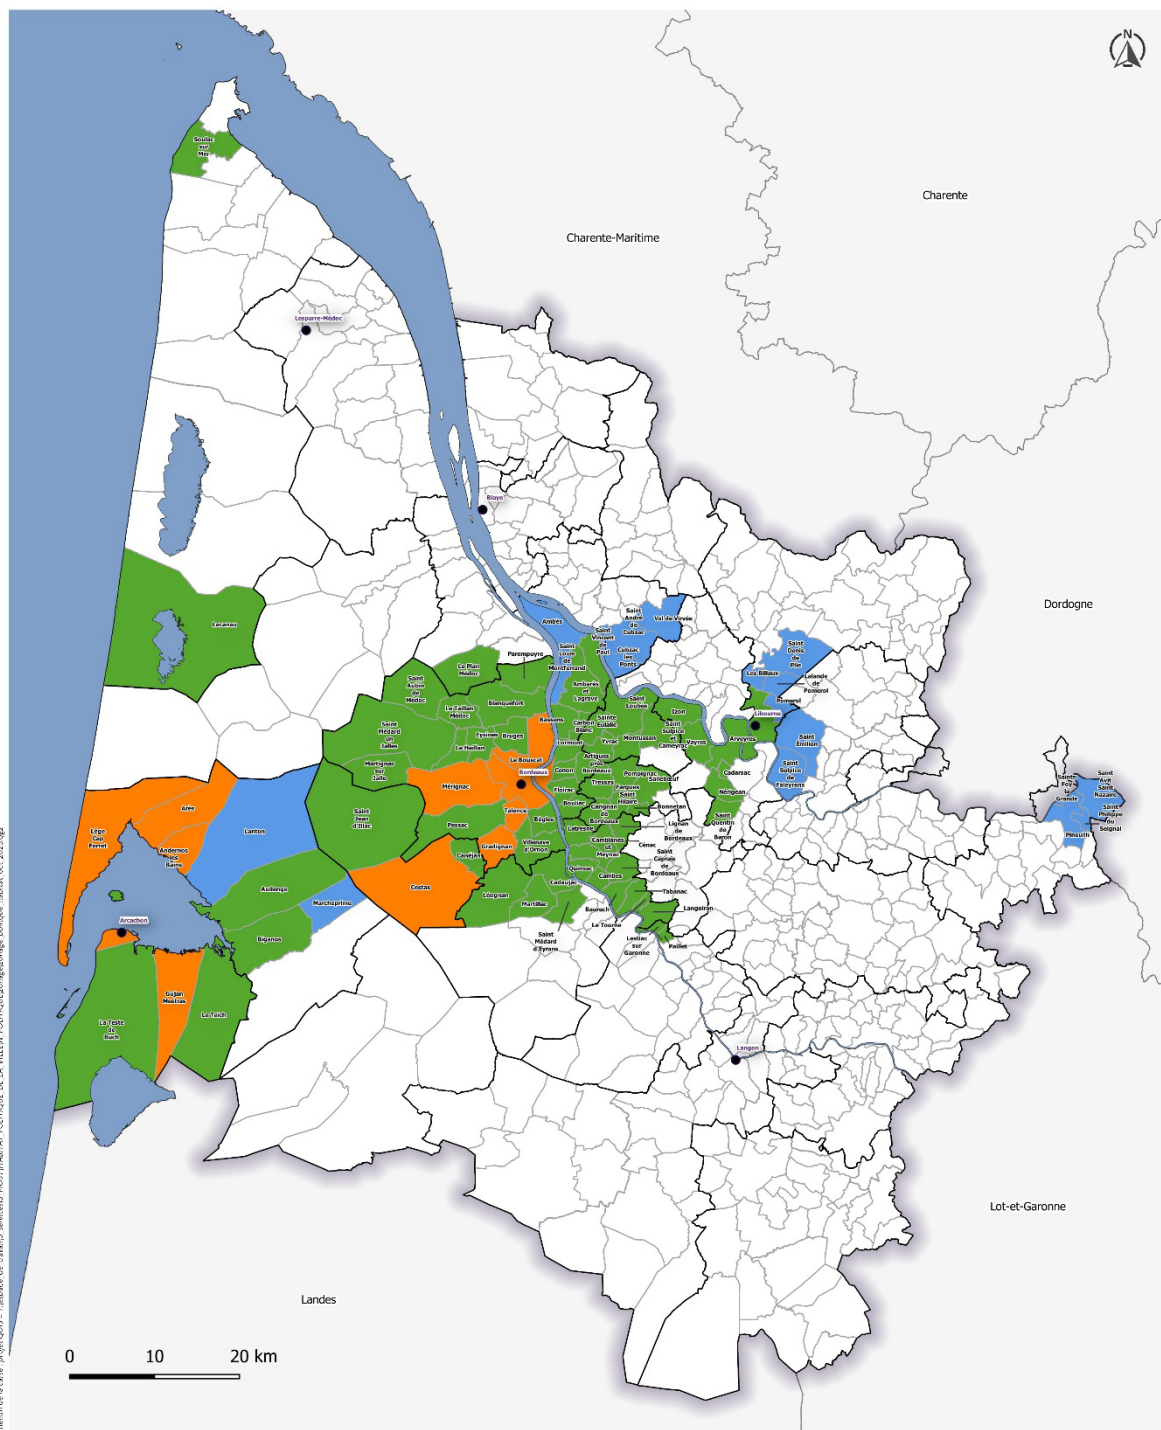 N
Charente
Charente-Maritime
Soulac
sur
Mer
Lesparre-Médoc
Blaye
Dordogne
Lacanau
Ambès
Saint
André
de
Cubzac
Val de Virvée
Saint
Vincent
de
Paul
Cubzac
les
Ponts
Saint
Louis
de
Montferrand
Saint
Denis
de
Pile
Les Billaux
Lalande
de
Pomerol
Pomerol
Parempuyre
Le Pian
Médoc
Saint
Aubin
de
Médoc
Blanquefort
Ambarès
et
Lagrave
Le Taillan
Médoc
Saint
Loubès
Izon
Libourne
Saint
Médard
en
Jalles
Eysines
Bruges
Bassens
Carbon
Blanc
Sainte
Eulalie
Saint
Sulpice
et
Cameyrac
Vayres
Arveyres
Saint
Emilion
Le Haillan
Lormont
Yvrac
Montussan
Martignas
sur
Jalle
Le Bouscat
Artigues
près
Bordeaux
Saint
Sulpice
de
Faleyrens
Mérignac
Bordeaux
Cenon
Tresses
Pompignac
Salleboeuf
Cadarsac
Nérigean
Sainte
Foy
la
Grande
Saint
Avit
Saint
Nazaire
Saint
Philippe
du
Seignal
Pineuilh
Arès
Floirac
Fargues
Saint
Hilaire
Bonnetan
Saint
Quentin
de
Baron
Lège
Cap
Ferret
Lanton
Saint
Jean
d'Illac
Talence
Bouliac
Carignan
de
Bordeaux
Lignan
de
Bordeaux
Pessac
Bègles
Latresne
Andernos
les
Bains
Gradignan
Villenave
d'Ornon
Camblanes
et
Meynac
Cénac
Canéjan
Saint
Caprais
de
Bordeaux
Quinsac
Cestas
Cadaujac
Cambes
Audenge
Léognan
Martillac
Tabanac
Marcheprime
Baurech
Langoiran
Arcachon
Le Tourne
Biganos
Saint
Médard
d'Eyrans
Lestiac
sur
Garonne
Paillet
Gujan
Mestras
La Teste
de
Buch
Le Teich
Langon
Lot-et-Garonne
Landes
0 10 20 km